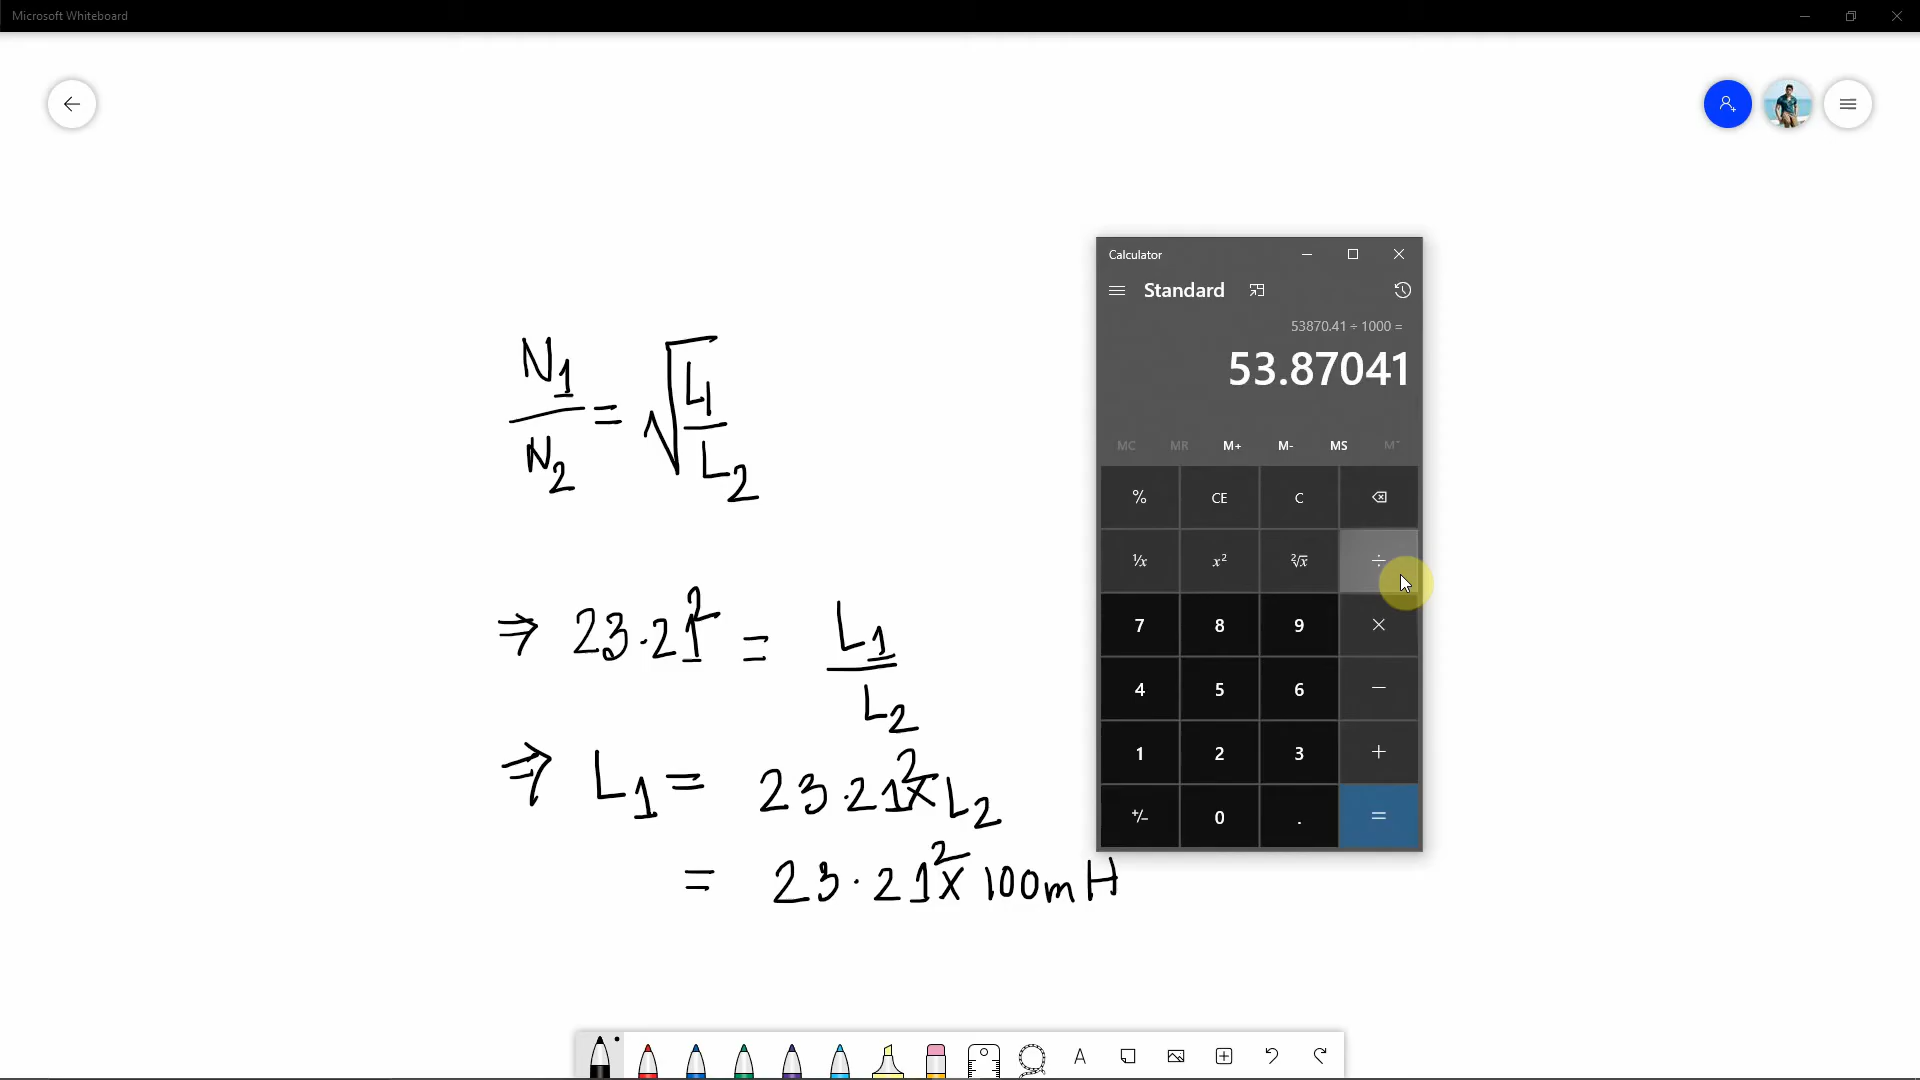 Microsoft Whiteboard
Calculator
Standard
53870.41 ÷ 1000 =
53.87041
MC MR M+ M- MS M˅
% CE C
¹/x x² ²√x ÷
7 8 9 ×
4 5 6 −
1 2 3 +
+/− 0 . =
N₁/N₂ = √(L₁/L₂)
⇒ 23.21² = L₁/L₂
⇒ L₁ = 23.21² x L₂
= 23.21² x 100mH
A